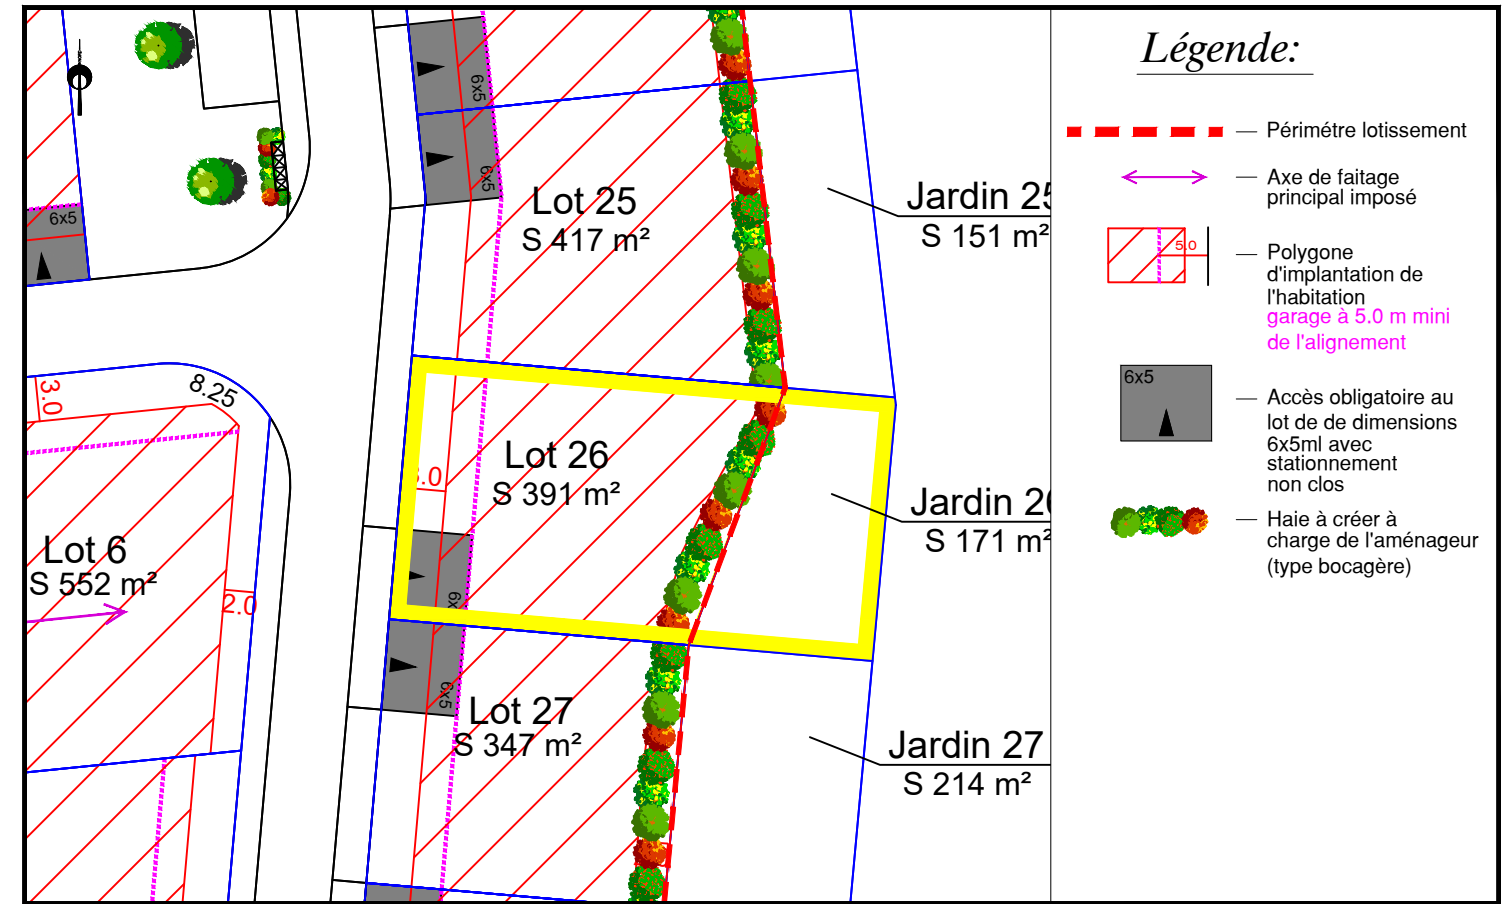 Légende:
Périmétre lotissement
Axe de faitage
principal imposé
5.0
Polygone
d'implantation de
l'habitation
garage à 5.0 m mini
de l'alignement
6x5
Accès obligatoire au
lot de de dimensions
6x5ml avec
stationnement
non clos
Haie à créer à
charge de l'aménageur
(type bocagère)
6x5
6x5
6x5
Lot 25
S 417 m²
Jardin 25
S 151 m²
3.0
8.25
Lot 26
S 391 m²
.0
Jardin 26
S 171 m²
Lot 6
S 552 m²
2.0
6x
6x5
Lot 27
S 347 m²
Jardin 27
S 214 m²